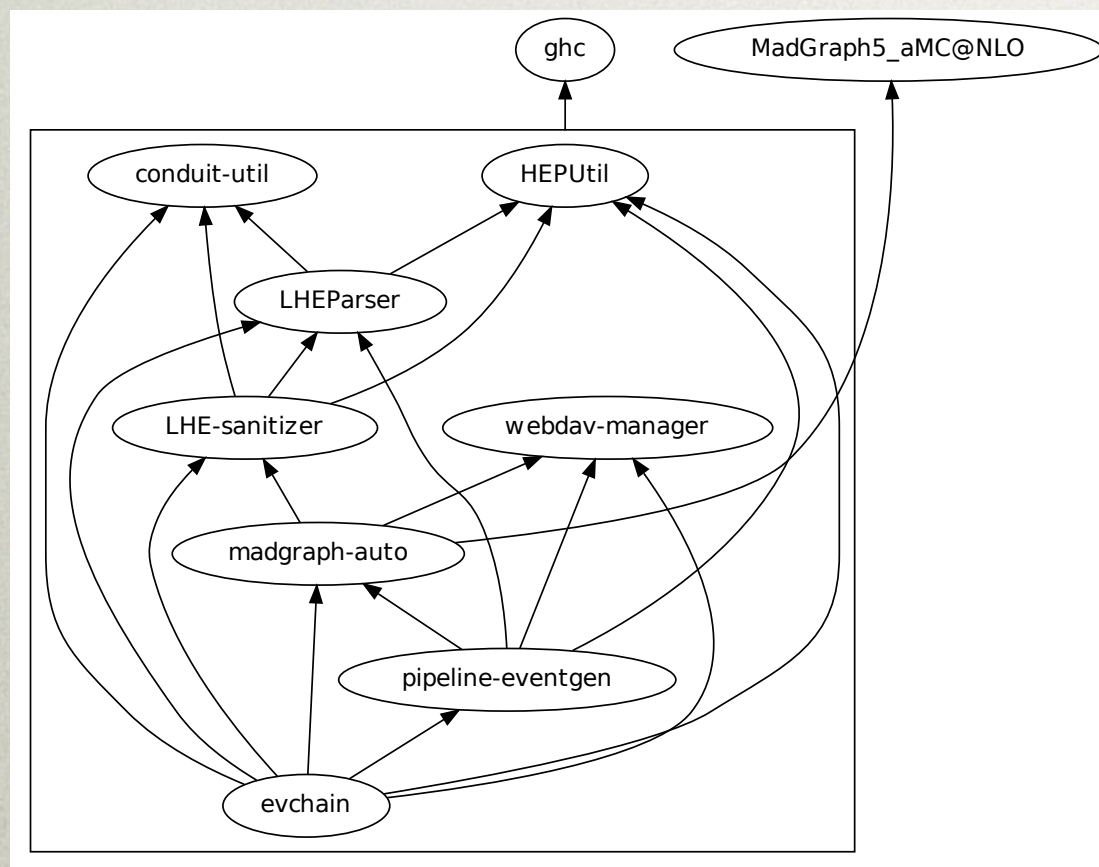 ghc
MadGraph5_aMC@NLO
conduit-util
HEPUtil
LHEParser
LHE-sanitizer
webdav-manager
madgraph-auto
pipeline-eventgen
evchain